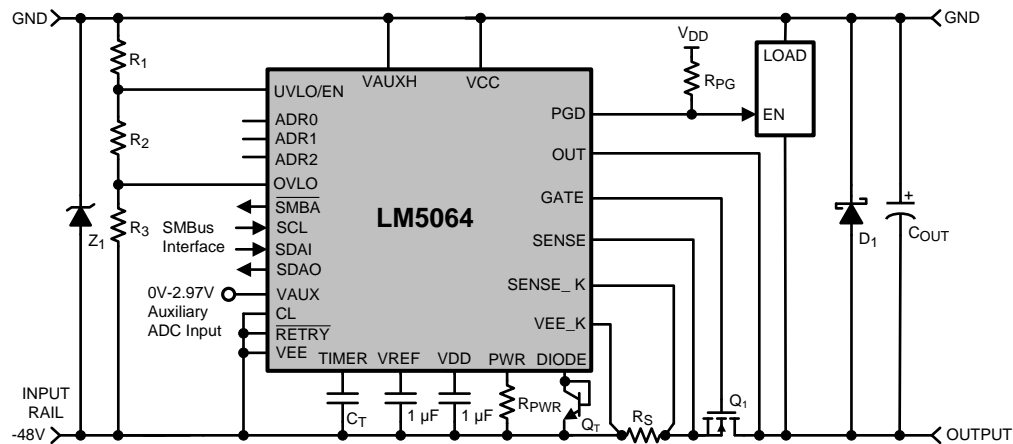 GND
GND
VDD
R1
VAUXH
VCC
RPG
LOAD
UVLO/EN
PGD
EN
ADR0
ADR1
R2
ADR2
OUT
OVLO
GATE
SMBA
LM5064
R3
SMBus
Interface
SCL
SENSE
Z1
SDAI
D1
+
COUT
SDAO
SENSE_ K
0V-2.97V
Auxiliary
ADC Input
VAUX
CL
RETRY
VEE_K
VEE
TIMER
VREF
VDD
PWR
DIODE
INPUT
RAIL
CT
1 µF
1 µF
RPWR
QT
RS
Q1
-48V
OUTPUT